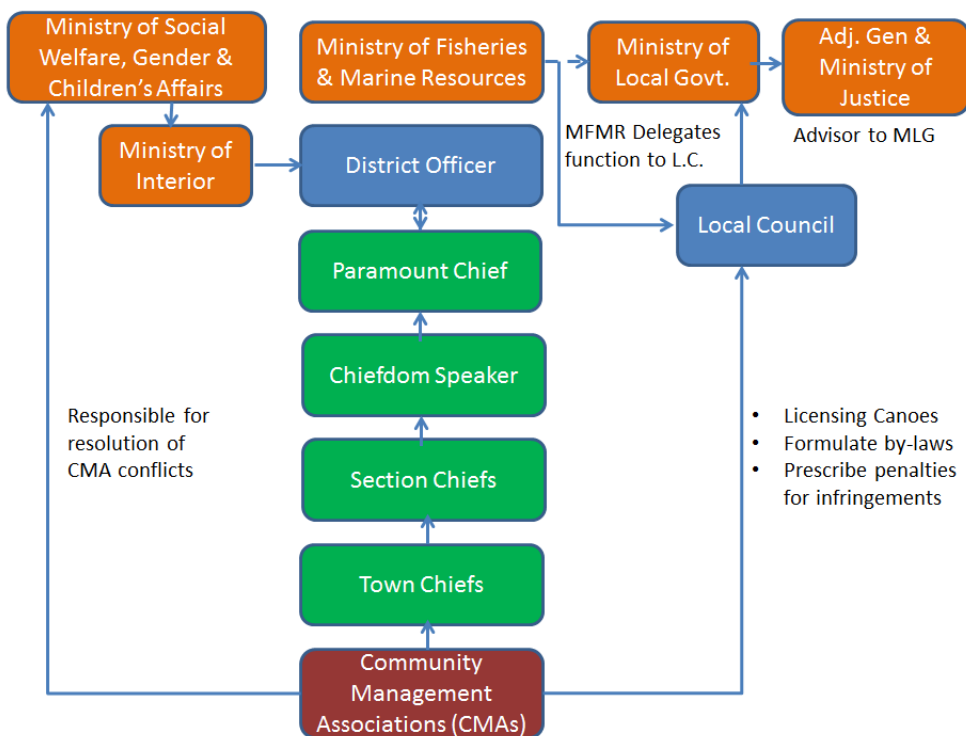 Ministry of Social
Welfare, Gender &
Children's Affairs
Ministry of Fisheries
& Marine Resources
Ministry of
Local Govt.
Adj. Gen &
Ministry of
Justice
Ministry of
Interior
District Officer
MFMR Delegates
function to L.C.
Advisor to MLG
Local Council
Paramount Chief
Chiefdom Speaker
Responsible for
resolution of
CMA conflicts
• Licensing Canoes
• Formulate by-laws
• Prescribe penalties
for infringements
Section Chiefs
Town Chiefs
Community
Management
Associations (CMAs)